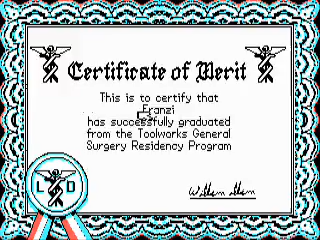 Certificate of Merit
This is to certify that
Franzi
has successfully graduated
from the Toolworks General
Surgery Residency Program
L D